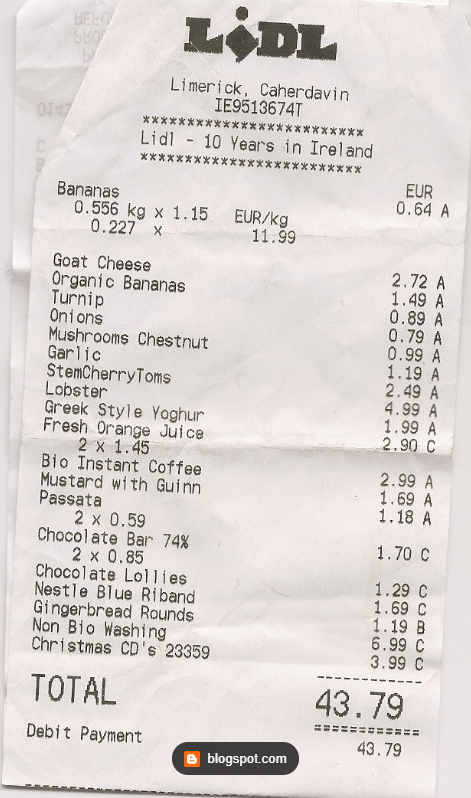 LIDL
Limerick, Caherdavin
IE9513674T
************************
Lidl - 10 Years in Ireland
************************
EUR
Bananas 0.64 A
0.556 kg x 1.15 EUR/kg
0.227 x 11.99
Goat Cheese 2.72 A
Organic Bananas 1.49 A
Turnip 0.89 A
Onions 0.79 A
Mushrooms Chestnut 0.99 A
Garlic 1.19 A
StemCherryToms 2.49 A
Lobster 4.99 A
Greek Style Yoghur 1.99 A
Fresh Orange Juice 2.90 C
2 x 1.45
Bio Instant Coffee 2.99 A
Mustard with Guinn 1.69 A
Passata 1.18 A
2 x 0.59
Chocolate Bar 74% 1.70 C
2 x 0.85
Chocolate Lollies 1.29 C
Nestle Blue Riband 1.69 C
Gingerbread Rounds 1.19 B
Non Bio Washing 6.99 C
Christmas CD's 23359 3.99 C
------------
TOTAL 43.79
============
Debit Payment 43.79
blogspot.com